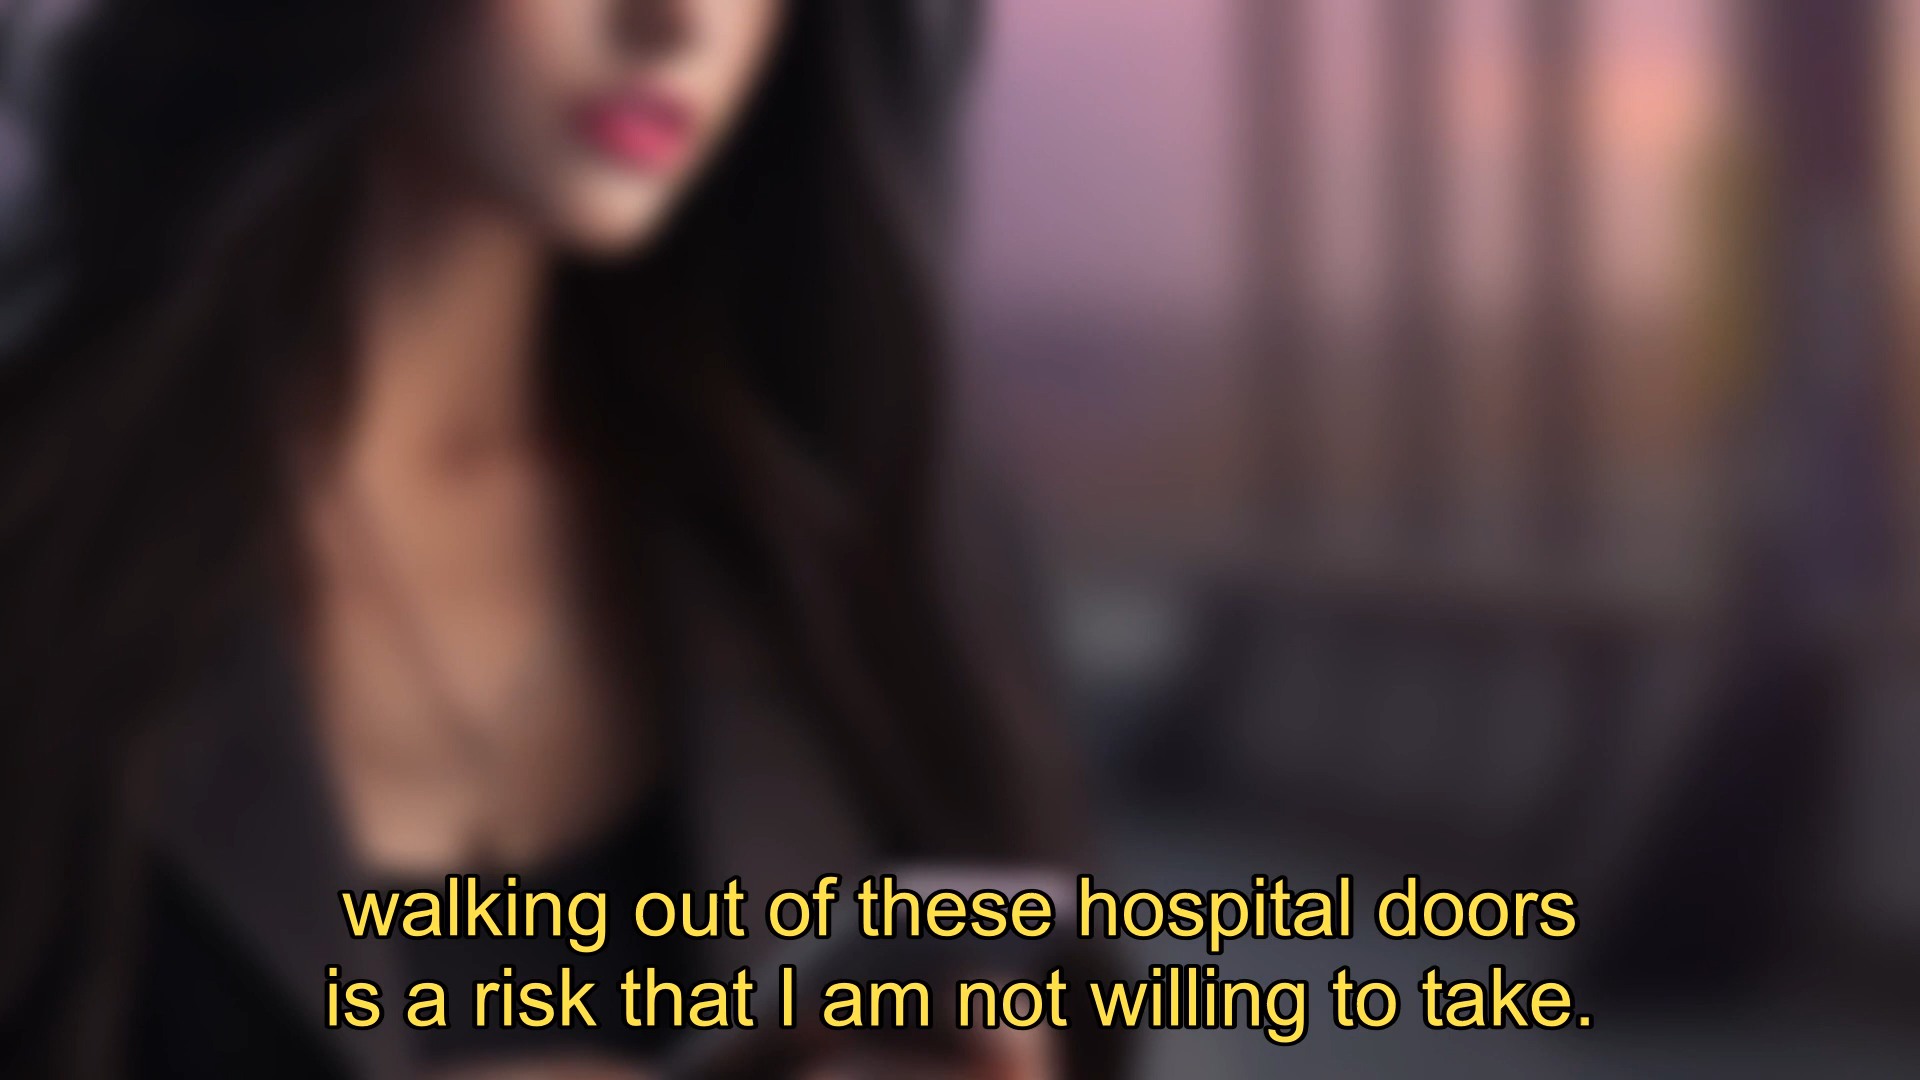 walking out of these hospital doors
is a risk that I am not willing to take.